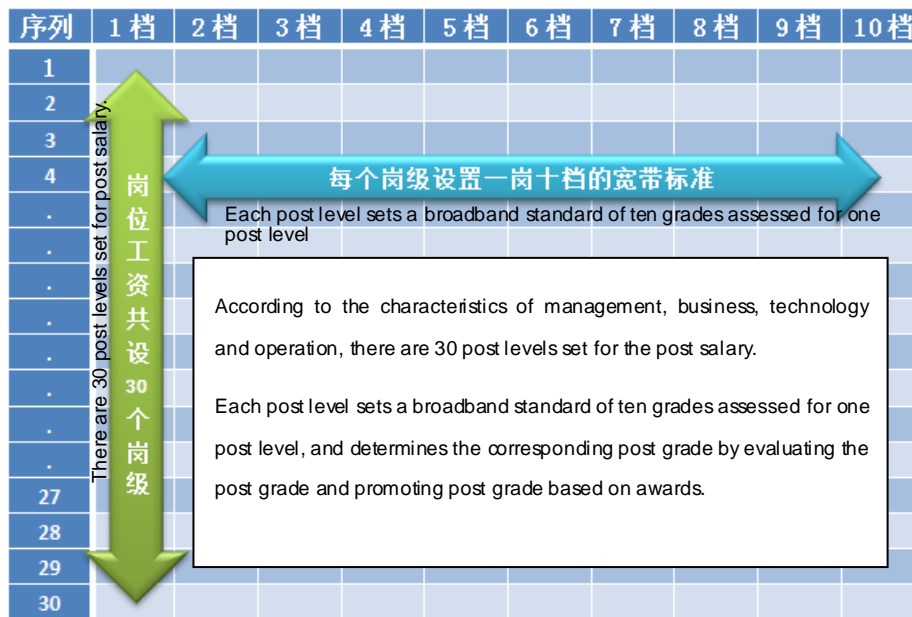 序列 1档 2档 3档 4档 5档 6档 7档 8档 9档 10档
1
2
3
4
.
.
.
.
.
.
.
.
27
28
29
30
There are 30 post levels set for post salary.
岗位工资共设30个岗级
每个岗级设置一岗十档的宽带标准
Each post level sets a broadband standard of ten grades assessed for one
post level
According to the characteristics of management, business, technology
and operation, there are 30 post levels set for the post salary.
Each post level sets a broadband standard of ten grades assessed for one
post level, and determines the corresponding post grade by evaluating the
post grade and promoting post grade based on awards.